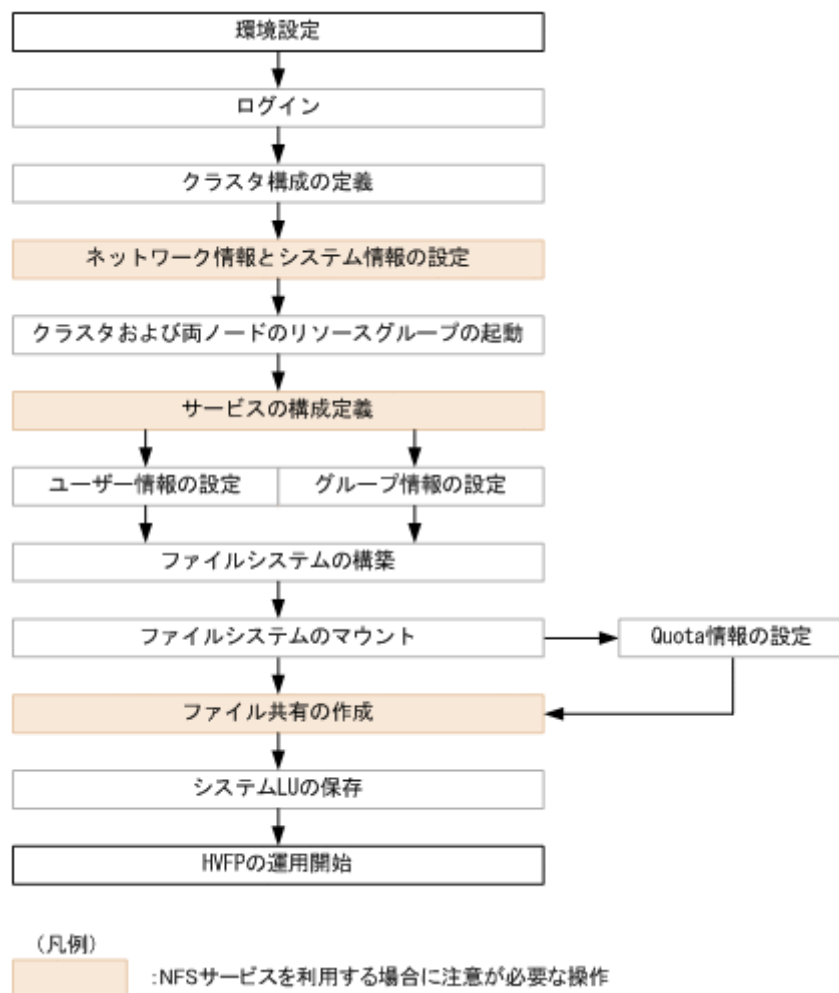 環境設定
ログイン
クラスタ構成の定義
ネットワーク情報とシステム情報の設定
クラスタおよび両ノードのリソースグループの起動
サービスの構成定義
ユーザー情報の設定
グループ情報の設定
ファイルシステムの構築
ファイルシステムのマウント
Quota情報の設定
ファイル共有の作成
システムLUの保存
HVFPの運用開始
(凡例)
:NFSサービスを利用する場合に注意が必要な操作